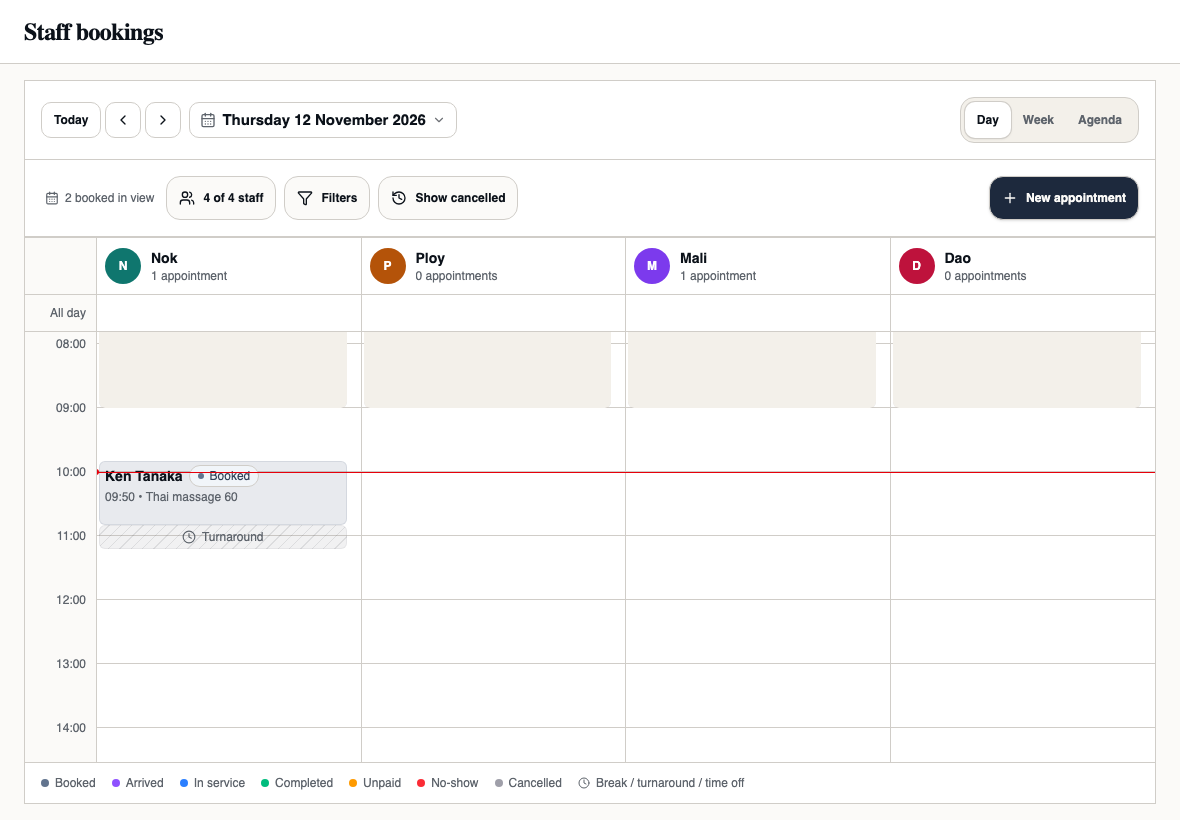 Staff bookings
Today
Thursday 12 November 2026
Day Week Agenda
2 booked in view
4 of 4 staff
Filters
Show cancelled
New appointment
N Nok
1 appointment
P Ploy
0 appointments
M Mali
1 appointment
D Dao
0 appointments
All day
08:00
09:00
10:00
Ken Tanaka Booked
09:50 • Thai massage 60
11:00
Turnaround
12:00
13:00
14:00
Booked Arrived In service Completed Unpaid No-show Cancelled Break / turnaround / time off